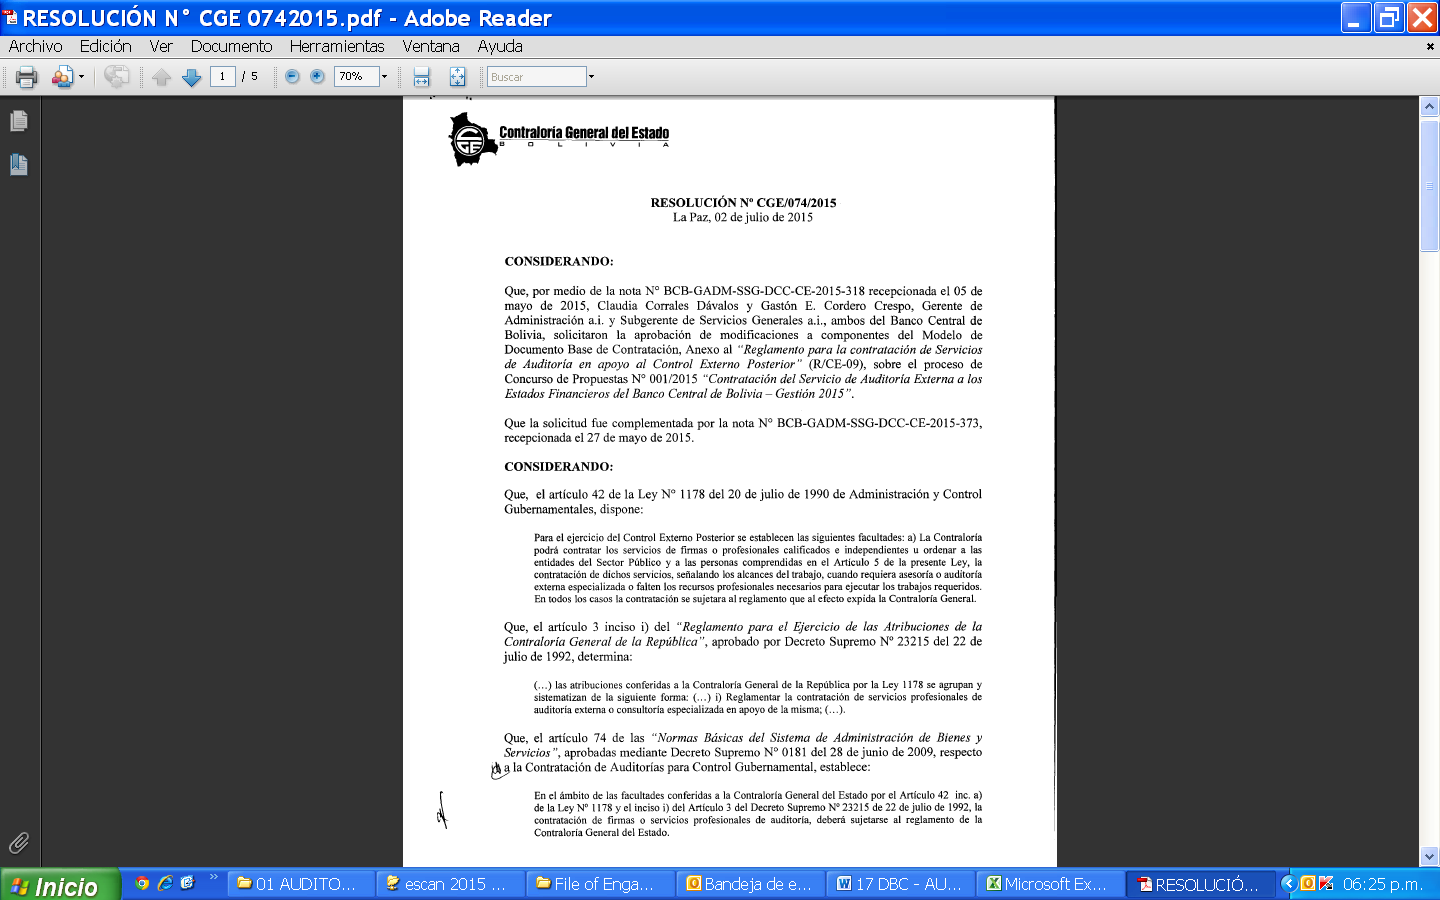 RESOLUCIÓN N° CGE 0742015.pdf - Adobe Reader
Archivo Edición Ver Documento Herramientas Ventana Ayuda
1 / 5 70% Buscar
Contraloría General del Estado
BOLIVIA
RESOLUCIÓN Nº CGE/074/2015
La Paz, 02 de julio de 2015
CONSIDERANDO:
Que, por medio de la nota N° BCB-GADM-SSG-DCC-CE-2015-318 recepcionada el 05 de
mayo de 2015, Claudia Corrales Dávalos y Gastón E. Cordero Crespo, Gerente de
Administración a.i. y Subgerente de Servicios Generales a.i., ambos del Banco Central de
Bolivia, solicitaron la aprobación de modificaciones a componentes del Modelo de
Documento Base de Contratación, Anexo al “Reglamento para la contratación de Servicios
de Auditoría en apoyo al Control Externo Posterior” (R/CE-09), sobre el proceso de
Concurso de Propuestas N° 001/2015 “Contratación del Servicio de Auditoría Externa a los
Estados Financieros del Banco Central de Bolivia – Gestión 2015”.
Que la solicitud fue complementada por la nota N° BCB-GADM-SSG-DCC-CE-2015-373,
recepcionada el 27 de mayo de 2015.
CONSIDERANDO:
Que, el artículo 42 de la Ley N° 1178 del 20 de julio de 1990 de Administración y Control
Gubernamentales, dispone:
Para el ejercicio del Control Externo Posterior se establecen las siguientes facultades: a) La Contraloría
podrá contratar los servicios de firmas o profesionales calificados e independientes u ordenar a las
entidades del Sector Público y a las personas comprendidas en el Artículo 5 de la presente Ley, la
contratación de dichos servicios, señalando los alcances del trabajo, cuando requiera asesoría o auditoría
externa especializada o falten los recursos profesionales necesarios para ejecutar los trabajos requeridos.
En todos los casos la contratación se sujetara al reglamento que al efecto expida la Contraloría General.
Que, el artículo 3 inciso i) del “Reglamento para el Ejercicio de las Atribuciones de la
Contraloría General de la República”, aprobado por Decreto Supremo Nº 23215 del 22 de
julio de 1992, determina:
(…) las atribuciones conferidas a la Contraloría General de la República por la Ley 1178 se agrupan y
sistematizan de la siguiente forma: (…) i) Reglamentar la contratación de servicios profesionales de
auditoría externa o consultoría especializada en apoyo de la misma; (…).
Que, el artículo 74 de las “Normas Básicas del Sistema de Administración de Bienes y
Servicios”, aprobadas mediante Decreto Supremo N° 0181 del 28 de junio de 2009, respecto
a la Contratación de Auditorías para Control Gubernamental, establece:
En el ámbito de las facultades conferidas a la Contraloría General del Estado por el Artículo 42 inc. a)
de la Ley Nº 1178 y el inciso i) del Artículo 3 del Decreto Supremo Nº 23215 de 22 de julio de 1992, la
contratación de firmas o servicios profesionales de auditoría, deberá sujetarse al reglamento de la
Contraloría General del Estado.
Inicio 01 AUDITO... escan 2015 ... File of Enga... Bandeja de e... 17 DBC - AU... Microsoft Ex... RESOLUCIÓ... 06:25 p.m.